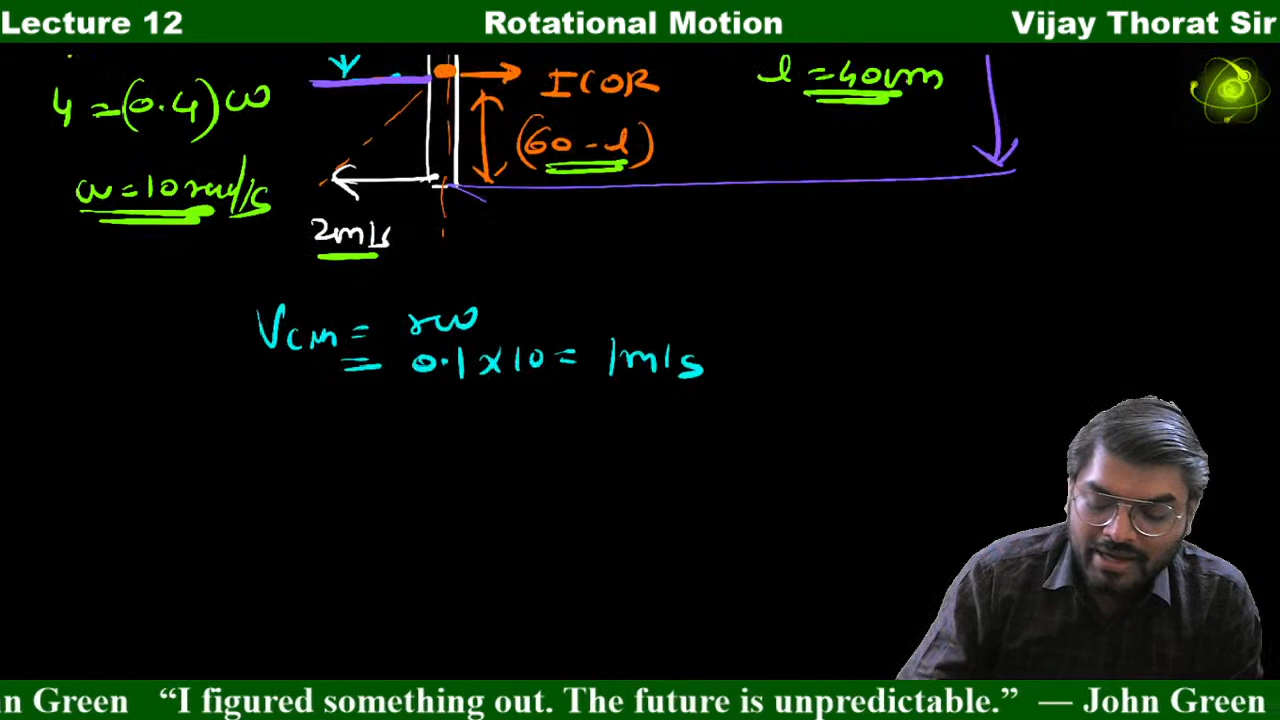 Lecture 12 Rotational Motion Vijay Thorat Sir
4 = (0.4) ω
ω = 10 rad/s
ICOR
(60 - l)
l = 40cm
2m/s
VCM = rω
= 0.1 x 10 = 1m/s
n Green “I figured something out. The future is unpredictable.” — John Green